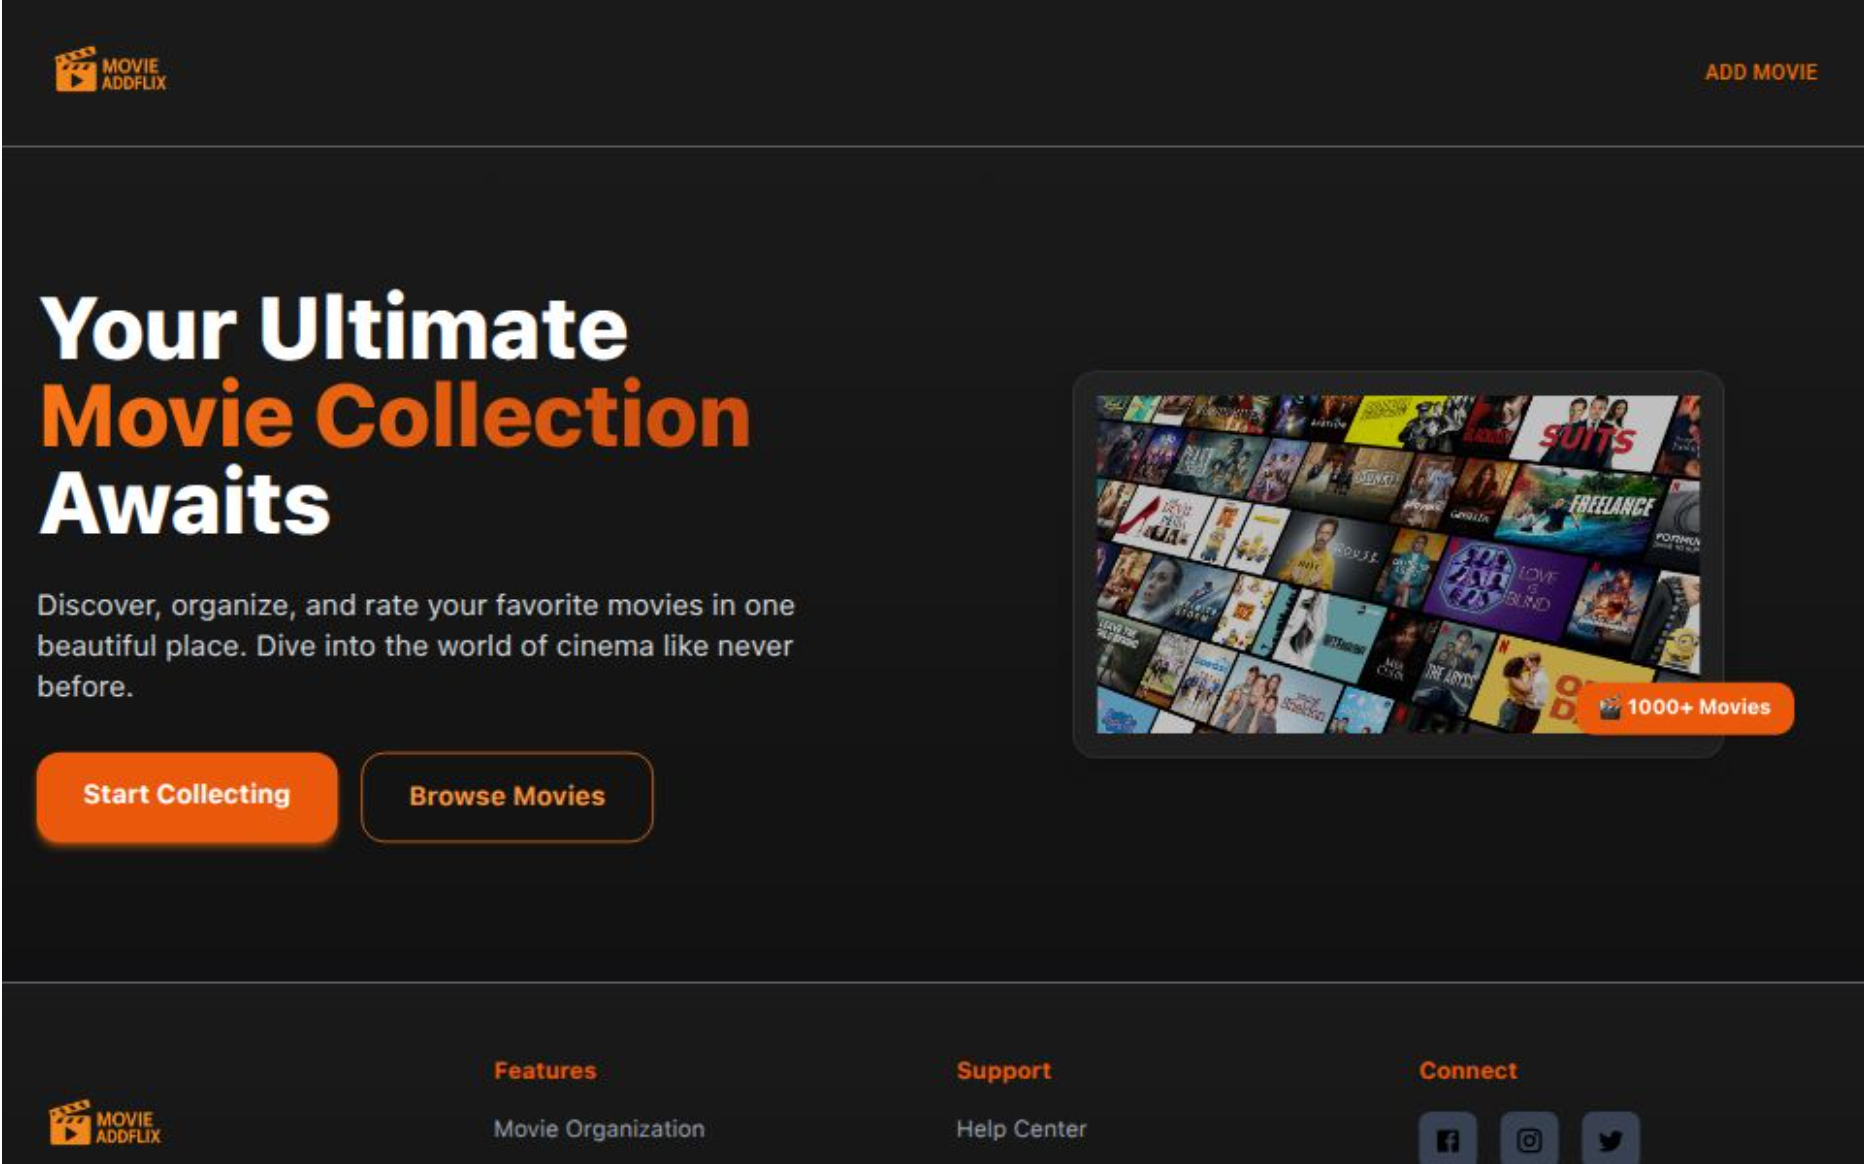 MOVIE
ADDFLIX
ADD MOVIE
Your Ultimate
Movie Collection
Awaits
Discover, organize, and rate your favorite movies in one
beautiful place. Dive into the world of cinema like never
before.
Start Collecting
Browse Movies
SUITS
FREELANCE
HOUSE
LOVE
IS
BLIND
THE ABYSS
🎬 1000+ Movies
Features
Support
Connect
MOVIE
ADDFLIX
Movie Organization
Help Center